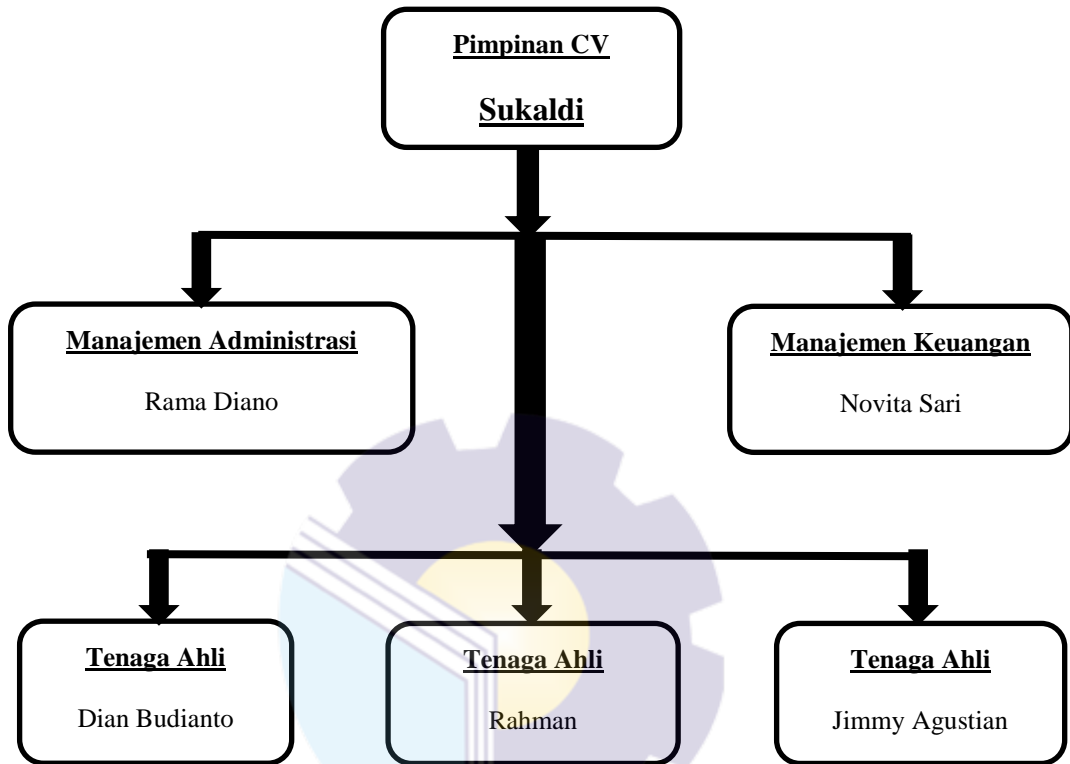 Pimpinan CV
Sukaldi
Manajemen Administrasi
Rama Diano
Manajemen Keuangan
Novita Sari
Tenaga Ahli
Dian Budianto
Tenaga Ahli
Rahman
Tenaga Ahli
Jimmy Agustian